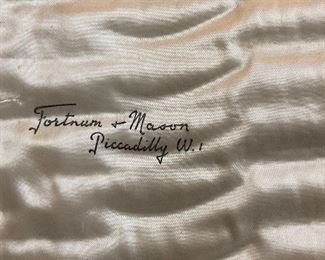 Fortnum & Mason
Piccadilly W.1